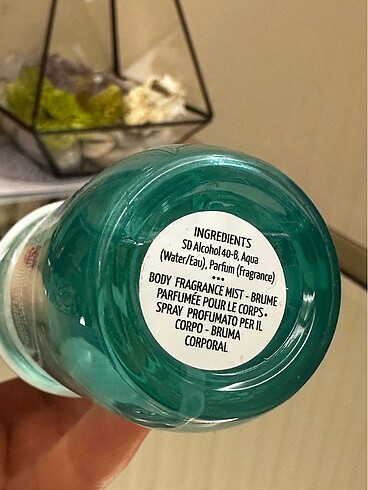 INGREDIENTS
SD Alcohol 40-B, Aqua
(Water/Eau), Parfum (Fragrance)
•••
BODY FRAGRANCE MIST - BRUME
PARFUMÉE POUR LE CORPS •
SPRAY PROFUMATO PER IL
CORPO - BRUMA
CORPORAL